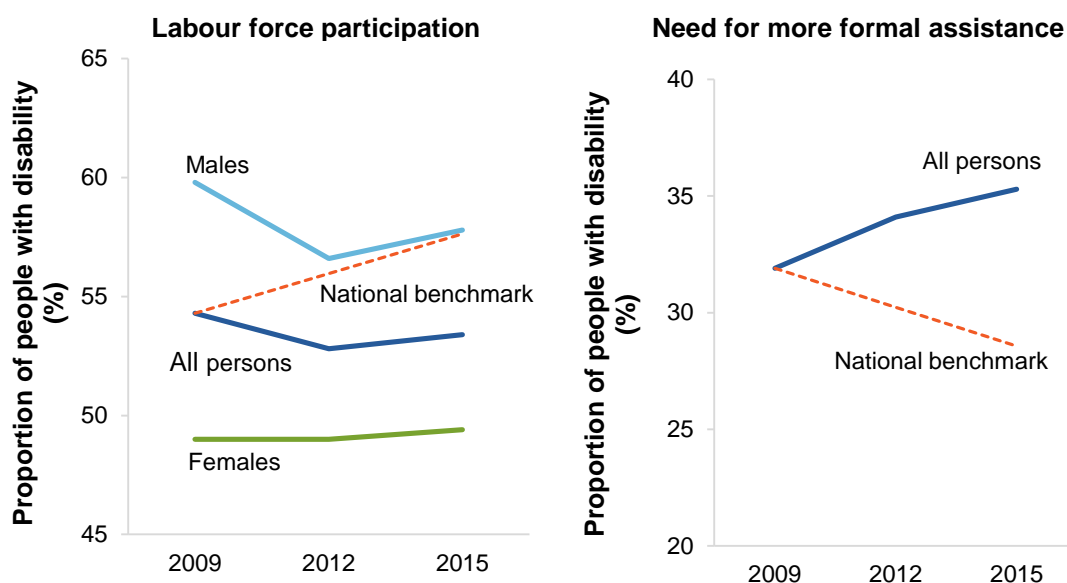 Labour force participation
Proportion of people with disability
(%)
65
60
55
50
45
Males
National benchmark
All persons
Females
2009 2012 2015
Need for more formal assistance
Proportion of people with disability
(%)
40
35
30
25
20
All persons
National benchmark
2009 2012 2015